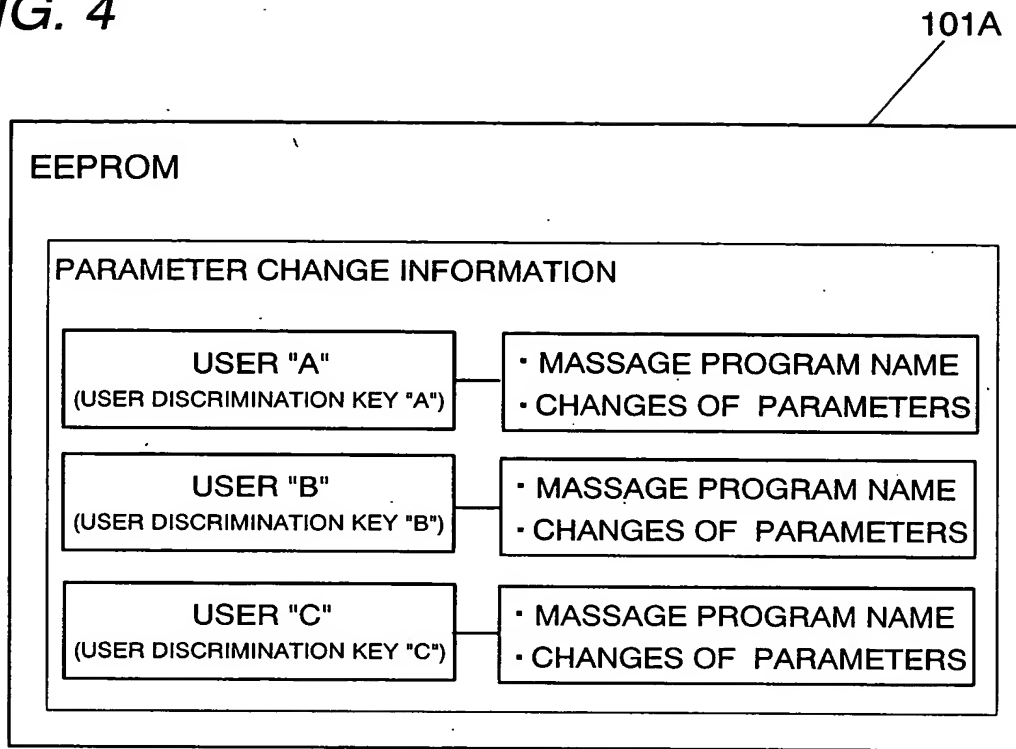 IG. 4
101A
EEPROM
PARAMETER CHANGE INFORMATION
USER "A"
(USER DISCRIMINATION KEY "A")
· MASSAGE PROGRAM NAME
· CHANGES OF PARAMETERS
USER "B"
(USER DISCRIMINATION KEY "B")
· MASSAGE PROGRAM NAME
· CHANGES OF PARAMETERS
USER "C"
(USER DISCRIMINATION KEY "C")
· MASSAGE PROGRAM NAME
· CHANGES OF PARAMETERS